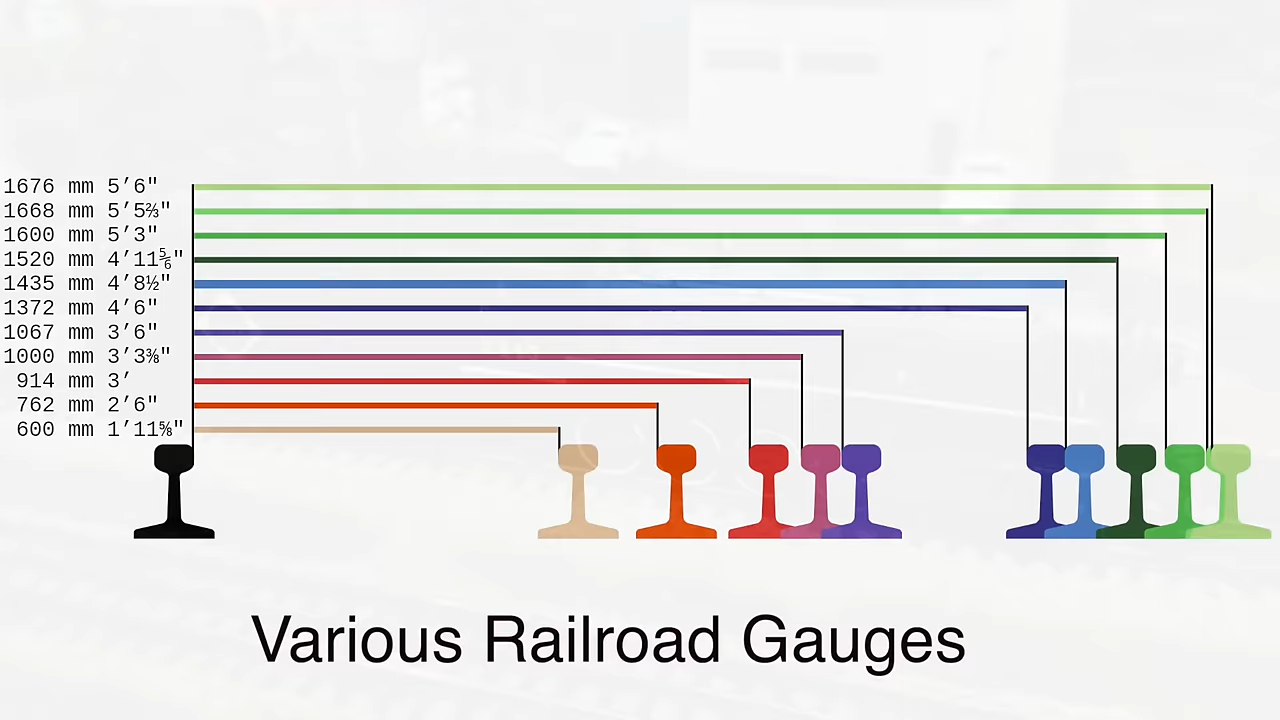 1676 mm 5′6"
1668 mm 5′5⅔"
1600 mm 5′3"
1520 mm 4′11⅚"
1435 mm 4′8½"
1372 mm 4′6"
1067 mm 3′6"
1000 mm 3′3⅜"
914 mm 3′
762 mm 2′6"
600 mm 1′11⅝"
Various Railroad Gauges